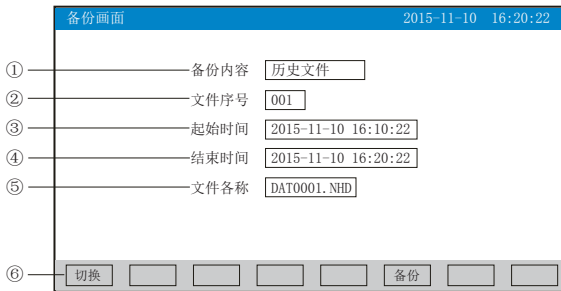 备份画面 2015-11-10 16:20:22
① 备份内容 历史文件
② 文件序号 001
③ 起始时间 2015-11-10 16:10:22
④ 结束时间 2015-11-10 16:20:22
⑤ 文件各称 DAT0001.NHD
⑥ 切换 备份